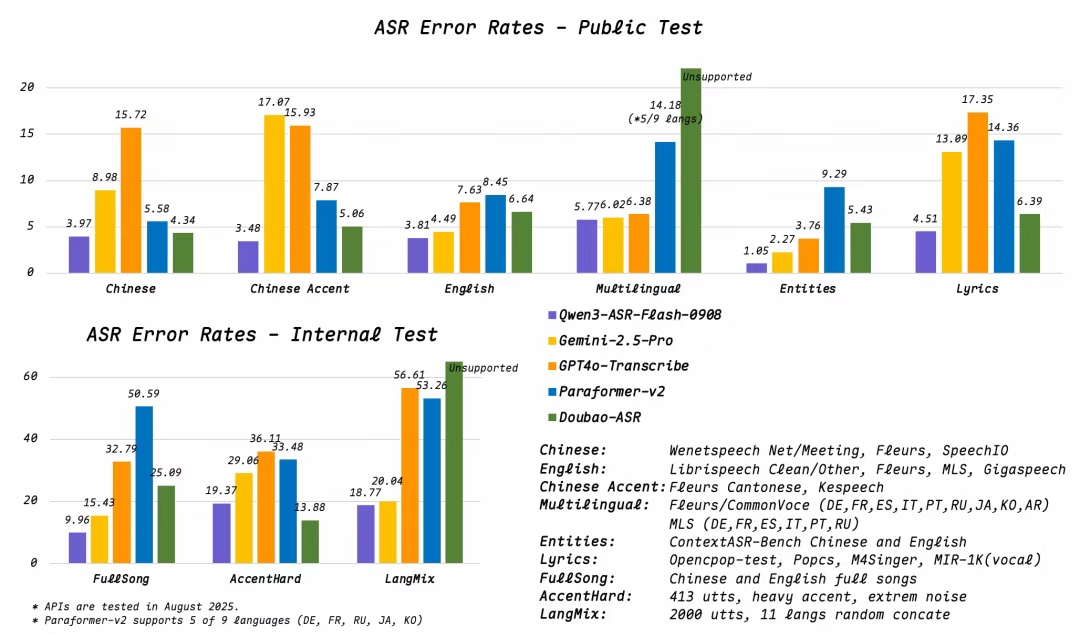 ASR Error Rates – Public Test
20
15
10
5
0
3.97
8.98
15.72
5.58
4.34
3.48
17.07
15.93
7.87
5.06
3.81
4.49
7.63
8.45
6.64
5.77
6.02
6.38
14.18
(*5/9 langs)
Unsupported
1.05
2.27
3.76
9.29
5.43
4.51
13.09
17.35
14.36
6.39
Chinese
Chinese Accent
English
Multilingual
Entities
Lyrics
ASR Error Rates – Internal Test
60
40
20
0
9.96
15.43
32.79
50.59
25.09
19.37
29.06
36.11
33.48
13.88
18.77
20.04
56.61
53.26
Unsupported
FullSong
AccentHard
LangMix
Qwen3-ASR-Flash-0908
Gemini-2.5-Pro
GPT4o-Transcribe
Paraformer-v2
Doubao-ASR
Chinese: Wenetspeech Net/Meeting, Fleurs, SpeechIO
English: Librispeech Clean/Other, Fleurs, MLS, Gigaspeech
Chinese Accent: Fleurs Cantonese, Kespeech
Multilingual: Fleurs/CommonVoce (DE,FR,ES,IT,PT,RU,JA,KO,AR)
MLS (DE,FR,ES,IT,PT,RU)
Entities: ContextASR-Bench Chinese and English
Lyrics: Opencpop-test, Popcs, M4Singer, MIR-1K(vocal)
FullSong: Chinese and English full songs
AccentHard: 413 utts, heavy accent, extrem noise
LangMix: 2000 utts, 11 langs random concate
* APIs are tested in August 2025.
* Paraformer-v2 supports 5 of 9 languages (DE, FR, RU, JA, KO)